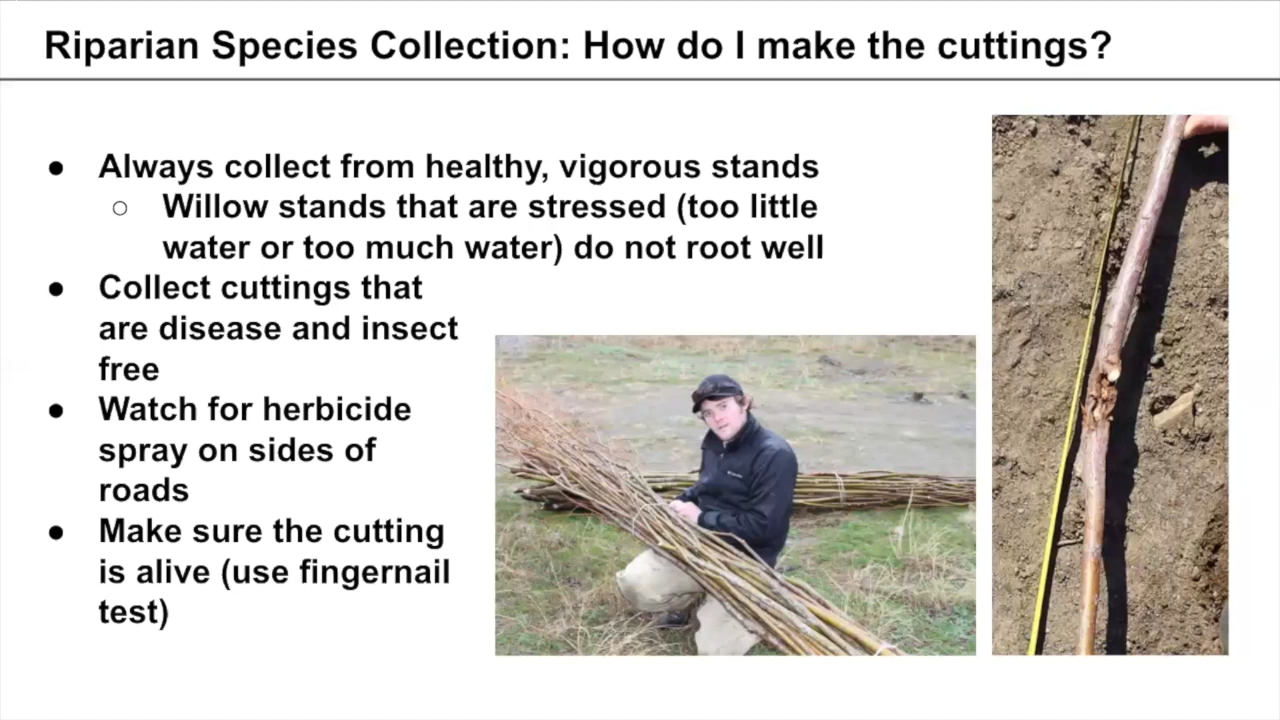 Riparian Species Collection: How do I make the cuttings?
● Always collect from healthy, vigorous stands
○ Willow stands that are stressed (too little
water or too much water) do not root well
● Collect cuttings that
are disease and insect
free
● Watch for herbicide
spray on sides of
roads
● Make sure the cutting
is alive (use fingernail
test)